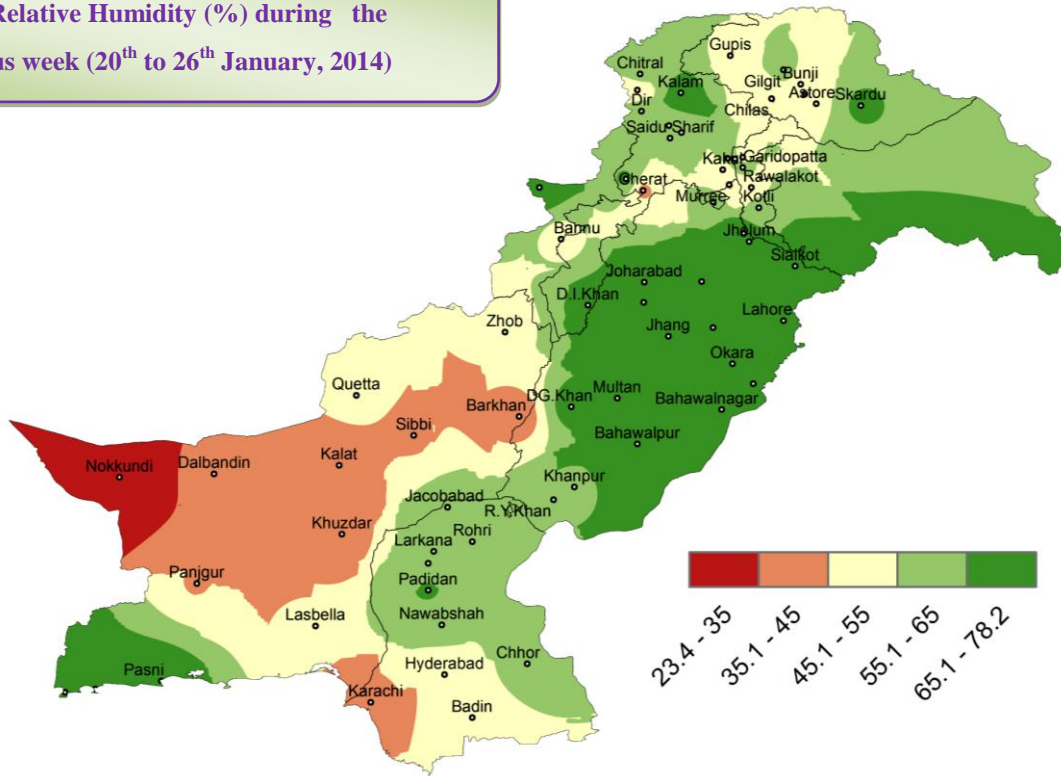 Relative Humidity (%) during the
us week (20th to 26th January, 2014)
Gupis
Chitral
Kalam
Gilgit
Bunji
Astore
Skardu
Dir
Chilas
Saidu Sharif
Garidopatta
Cherat
Rawalakot
Murree
Kotli
Bannu
Jhelum
Sialkot
Joharabad
D.I.Khan
Zhob
Lahore
Jhang
Okara
Quetta
Multan
DG.Khan
Barkhan
Bahawalnagar
Sibbi
Bahawalpur
Kalat
Nokkundi
Dalbandin
Khanpur
Jacobabad
R.Y.Khan
Khuzdar
Rohri
Larkana
Panjgur
Padidan
Lasbella
Nawabshah
Chhor
Hyderabad
Pasni
Karachi
Badin
23.4 - 35
35.1 - 45
45.1 - 55
55.1 - 65
65.1 - 78.2